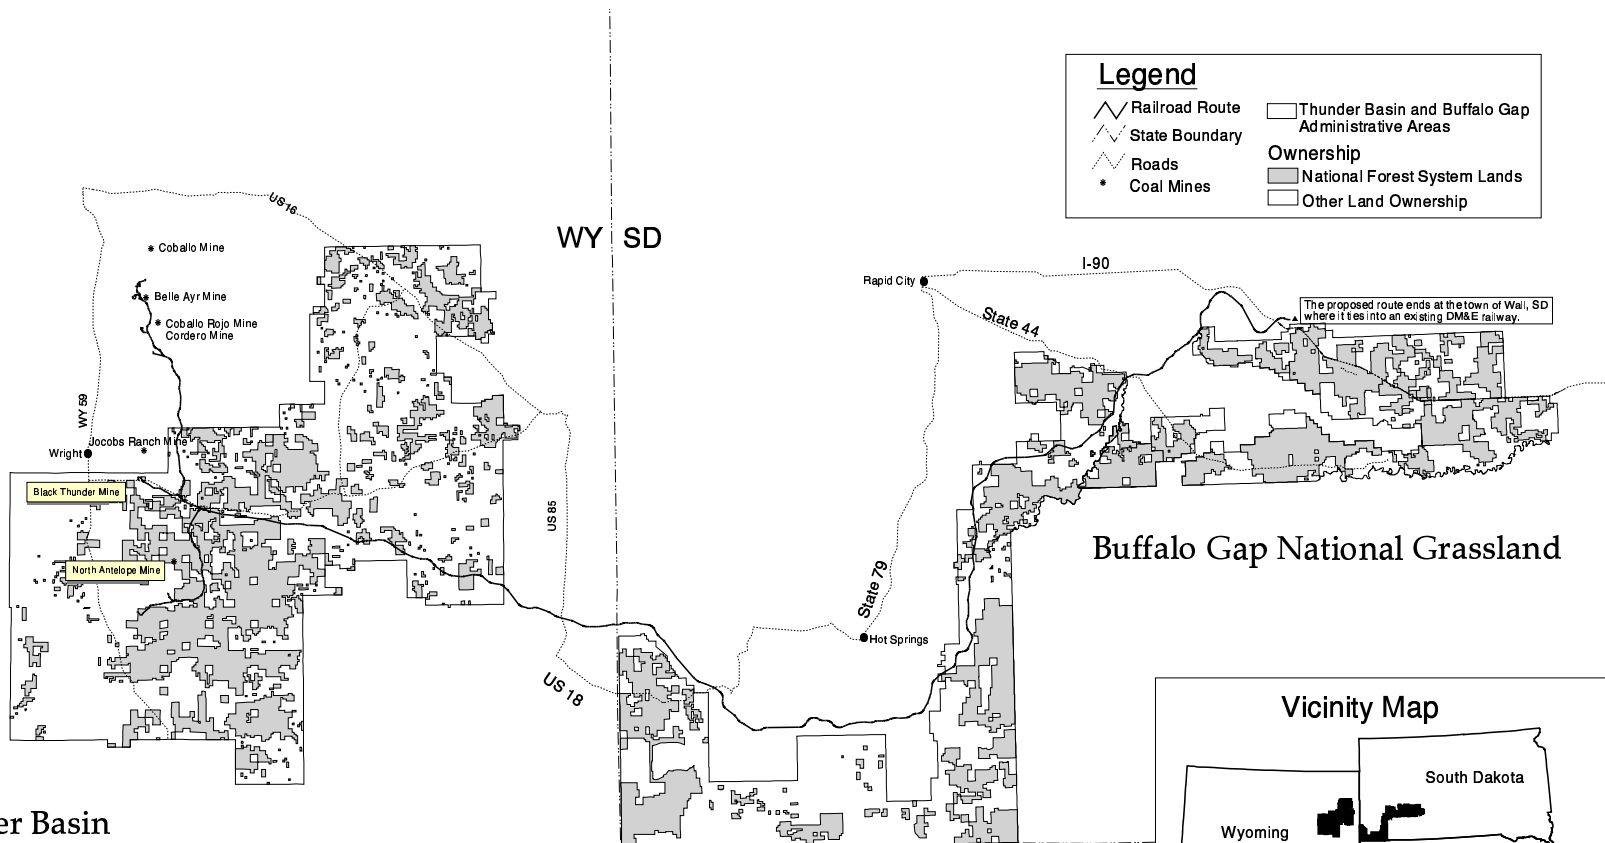 Legend
Railroad Route
State Boundary
Roads
Coal Mines
Thunder Basin and Buffalo Gap
Administrative Areas
Ownership
National Forest System Lands
Other Land Ownership
US 16
WY
SD
Coballo Mine
Belle Ayr Mine
Coballo Rojo Mine
Cordero Mine
WY 59
Jocobs Ranch Mine
Wright
Black Thunder Mine
North Antelope Mine
US 85
US 18
Rapid City
I-90
State 44
The proposed route ends at the town of Wall, SD
where it ties into an existing DM&E railway.
State 79
Hot Springs
Buffalo Gap National Grassland
Vicinity Map
South Dakota
Wyoming
er Basin